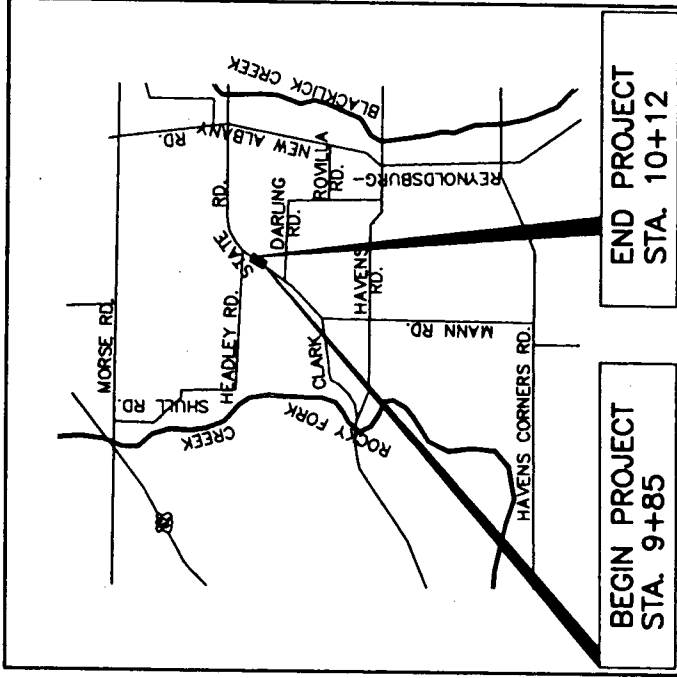 MORSE RD.
SHULL RD.
HEADLEY RD.
STATE
RD.
NEW ALBANY
RD.
BLACKLICK CREEK
DARLING
RD.
ROVILLA
RD.
REYNOLDSBURG-
CREEK
ROCKY FORK
CLARK
HAVENS
RD.
MANN RD.
HAVENS CORNERS RD.
BEGIN PROJECT
STA. 9+85
END PROJECT
STA. 10+12